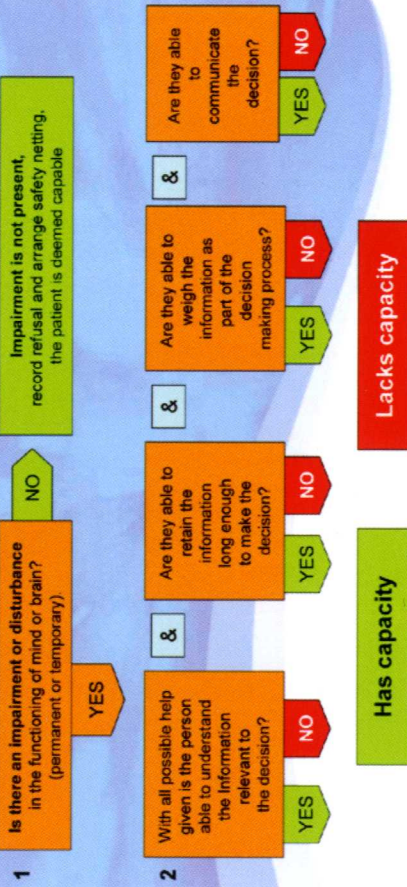 1
Is there an impairment or disturbance
in the functioning of mind or brain?
(permanent or temporary).
NO
Impairment is not present,
record refusal and arrange safety netting,
the patient is deemed capable
YES
2
With all possible help
given is the person
able to understand
the Information
relevant to
the decision?
YES
NO
&
Are they able to
retain the
information
long enough
to make the
decision?
YES
NO
&
Are they able to
weigh the
information as
part of the
decision
making process?
YES
NO
&
Are they able
to
communicate
the
decision?
YES
NO
Has capacity
Lacks capacity